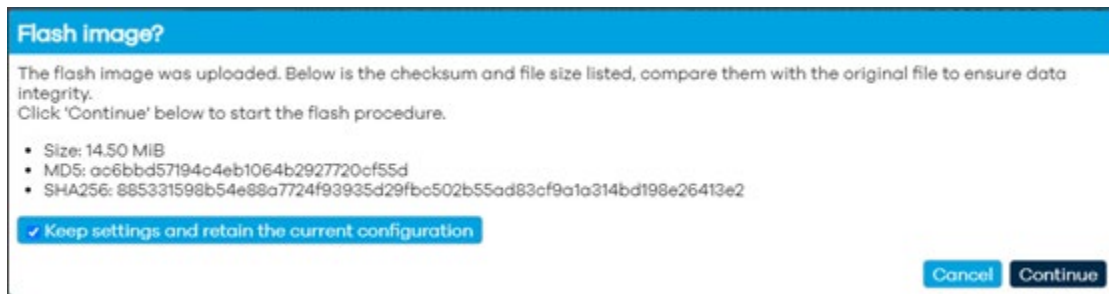 Flash image?
The flash image was uploaded. Below is the checksum and file size listed, compare them with the original file to ensure data
integrity.
Click 'Continue' below to start the flash procedure.
• Size: 14.50 MiB
• MD5: ac6bbd57194c4eb1064b2927720cf55d
• SHA256: 885331598b54e88a7724f93935d29fbc502b55ad83cf9a1a314bd198e26413e2
Keep settings and retain the current configuration
Cancel Continue